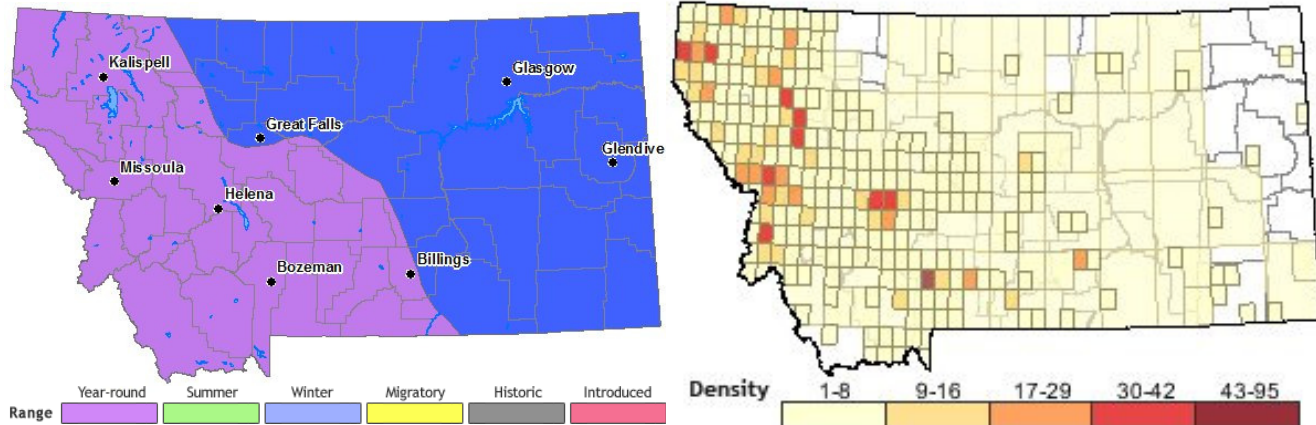 Kalispell
Glasgow
Great Falls
Glendive
Missoula
Helena
Bozeman
Billings
Year-round Summer Winter Migratory Historic Introduced
Range
Density 1-8 9-16 17-29 30-42 43-95